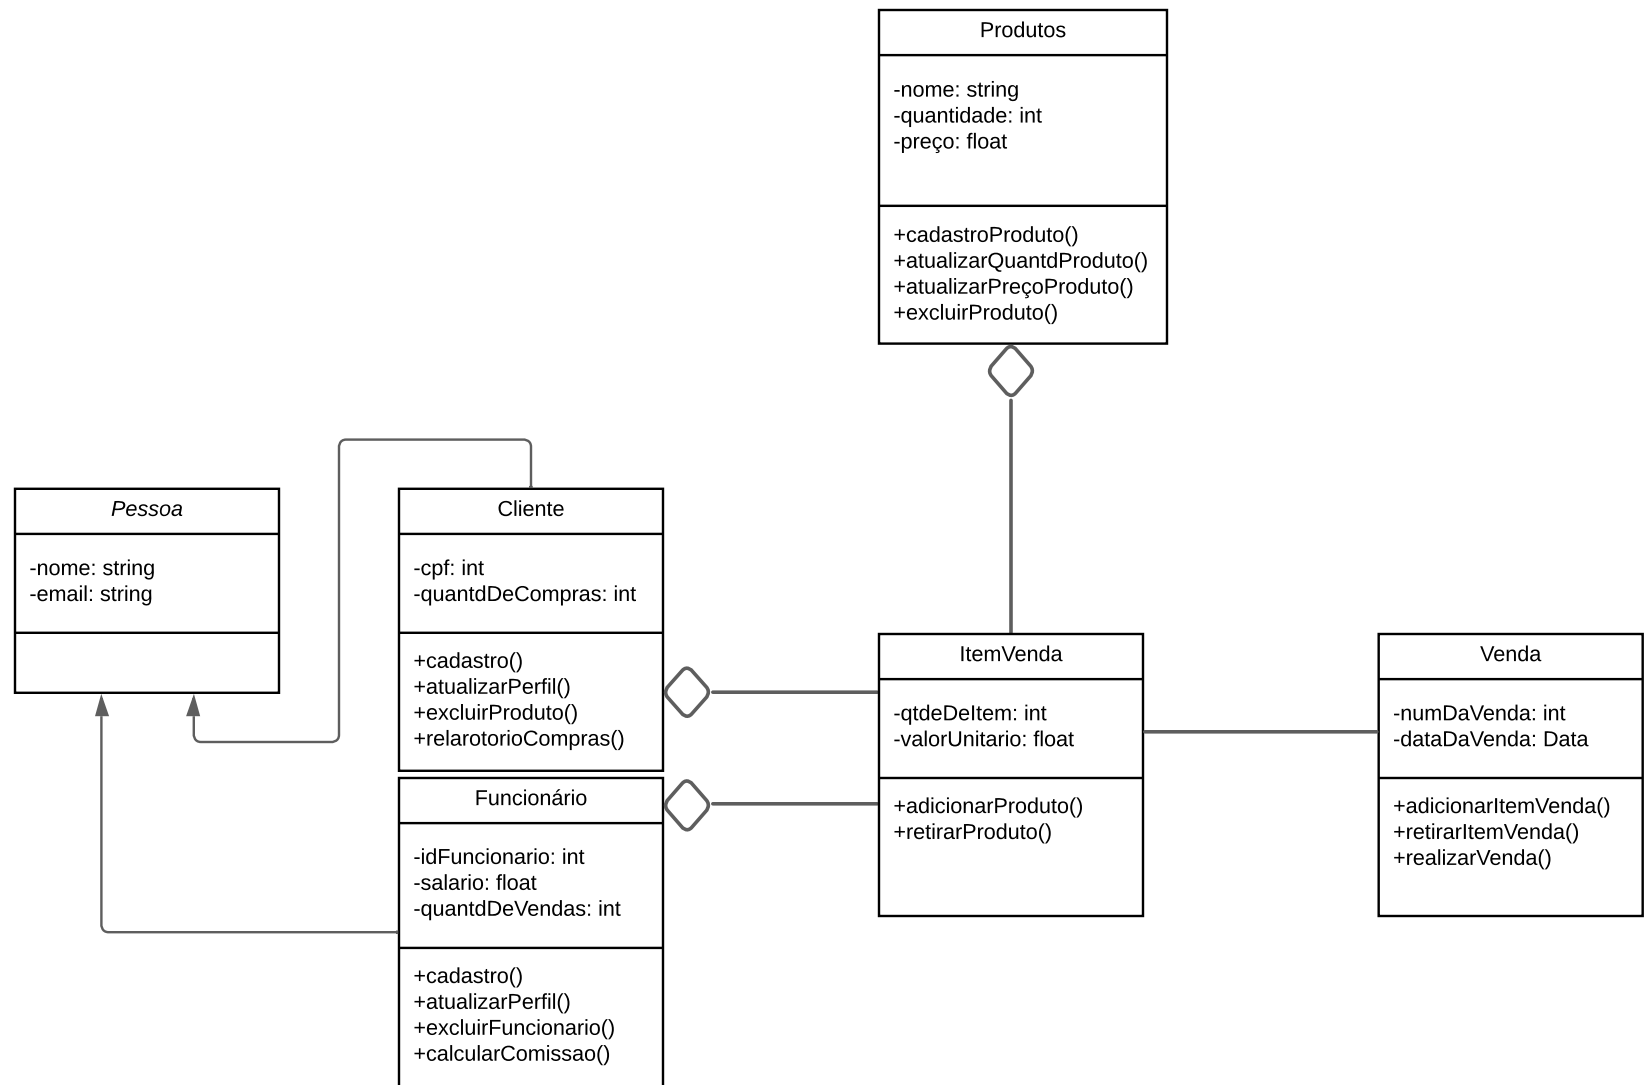 Produtos
-nome: string
-quantidade: int
-preço: float
+cadastroProduto()
+atualizarQuantdProduto()
+atualizarPreçoProduto()
+excluirProduto()
Pessoa
-nome: string
-email: string
Cliente
-cpf: int
-quantdDeCompras: int
+cadastro()
+atualizarPerfil()
+excluirProduto()
+relarotorioCompras()
Funcionário
-idFuncionario: int
-salario: float
-quantdDeVendas: int
+cadastro()
+atualizarPerfil()
+excluirFuncionario()
+calcularComissao()
ItemVenda
-qtdeDeItem: int
-valorUnitario: float
+adicionarProduto()
+retirarProduto()
Venda
-numDaVenda: int
-dataDaVenda: Data
+adicionarItemVenda()
+retirarItemVenda()
+realizarVenda()